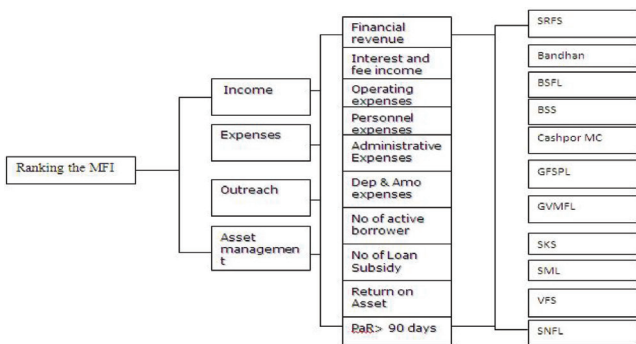 Ranking the MFI
Income
Expenses
Outreach
Asset
managemen
t
Financial
revenue
Interest and
fee income
Operating
expenses
Personnel
expenses
Administrative
Expenses
Dep & Amo
expenses
No of active
borrower
No of Loan
Subsidy
Return on
Asset
PaR> 90 days
SRFS
Bandhan
BSFL
BSS
Cashpor MC
GFSPL
GVMFL
SKS
SML
VFS
SNFL